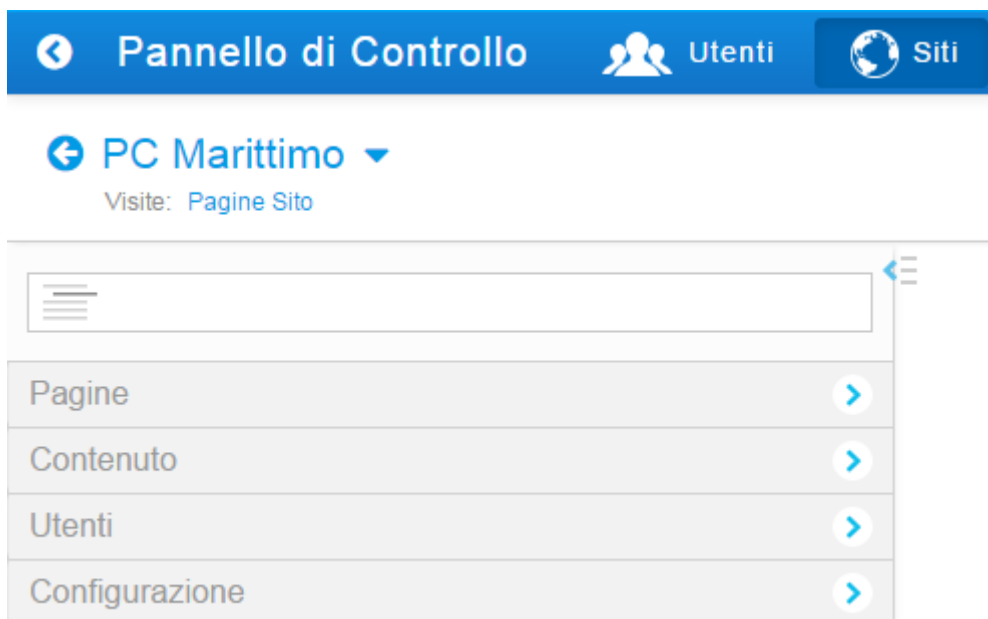 Pannello di Controllo Utenti Siti
PC Marittimo
Visite: Pagine Sito
Pagine
Contenuto
Utenti
Configurazione